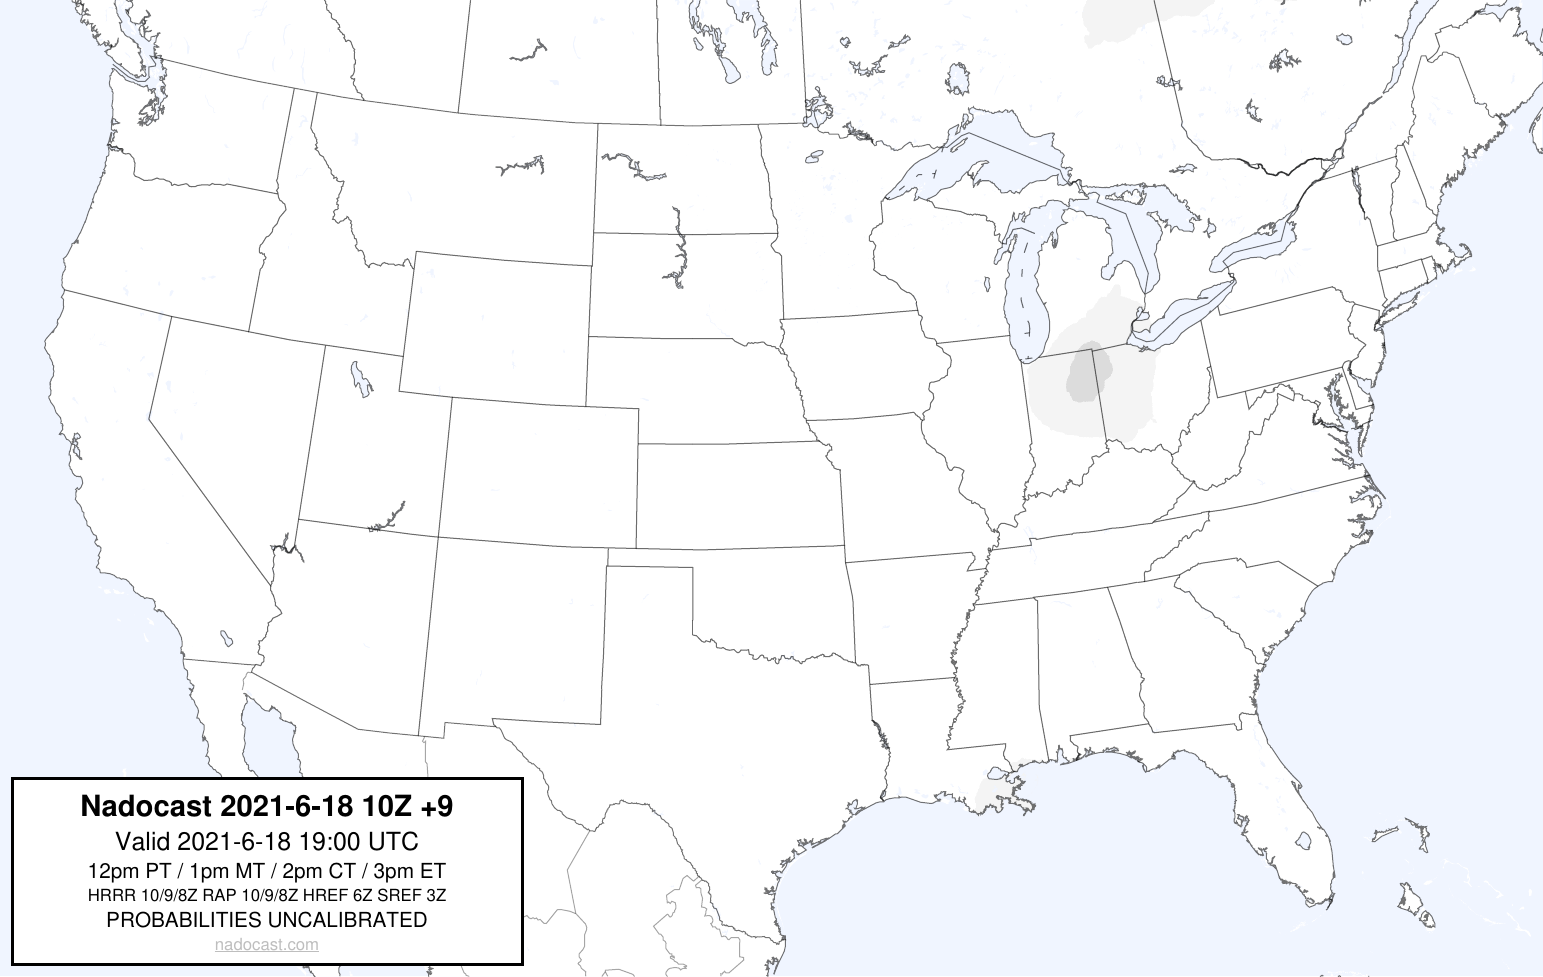 Nadocast 2021-6-18 10Z +9
Valid 2021-6-18 19:00 UTC
12pm PT / 1pm MT / 2pm CT / 3pm ET
HRRR 10/9/8Z RAP 10/9/8Z HREF 6Z SREF 3Z
PROBABILITIES UNCALIBRATED
nadocast.com